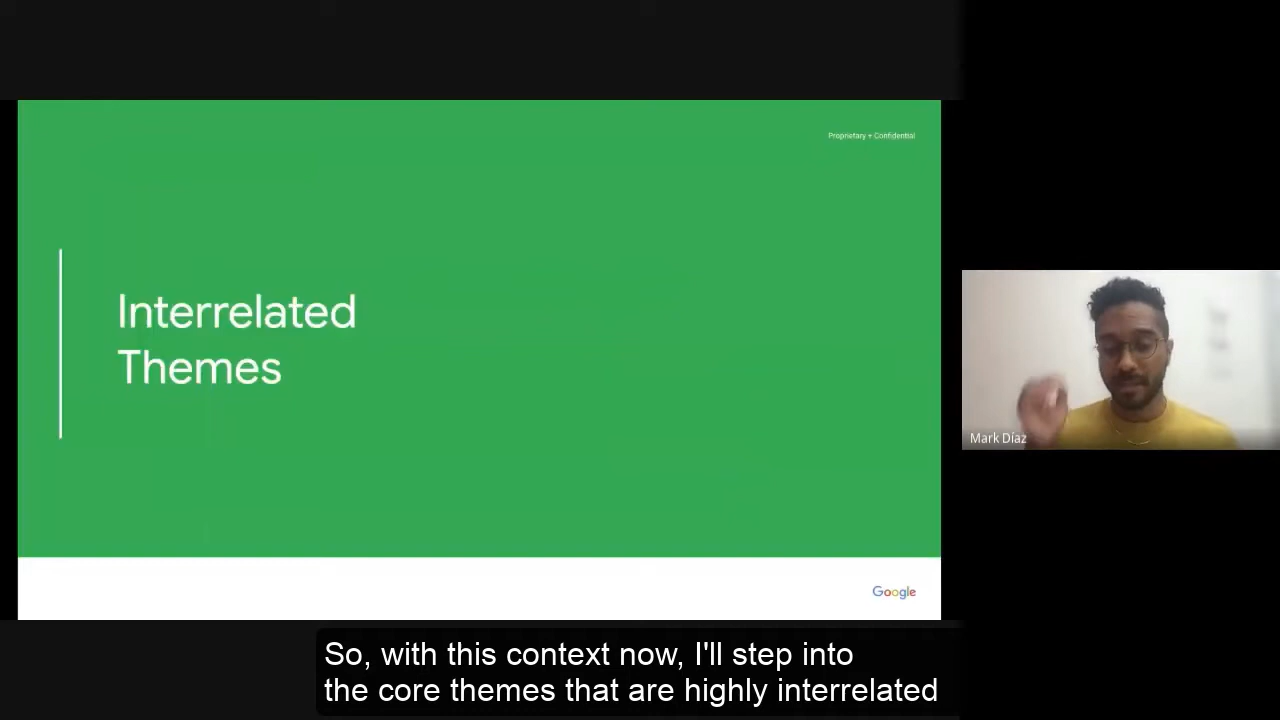 Proprietary + Confidential
Interrelated
Themes
Mark Díaz
Google
So, with this context now, I'll step into
the core themes that are highly interrelated